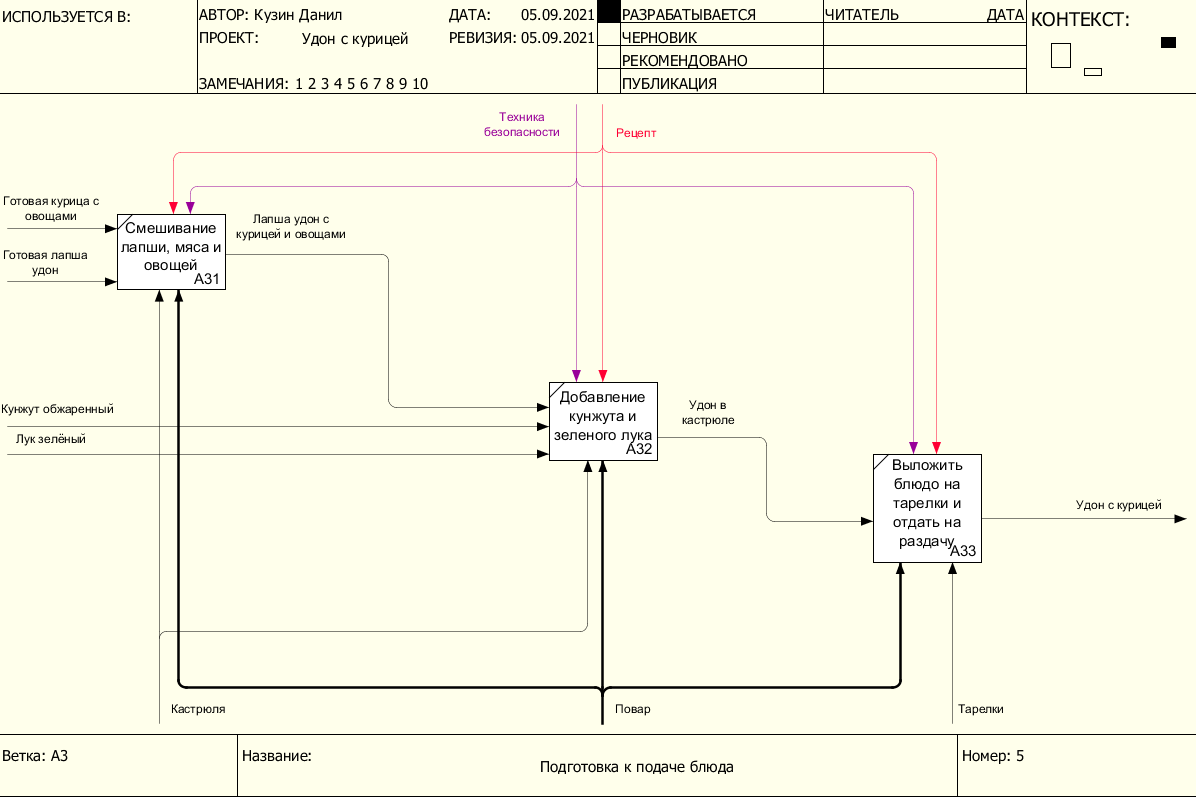 ИСПОЛЬЗУЕТСЯ В:
АВТОР: Кузин Данил
ДАТА: 05.09.2021
ПРОЕКТ: Удон с курицей
РЕВИЗИЯ: 05.09.2021
ЗАМЕЧАНИЯ: 1 2 3 4 5 6 7 8 9 10
РАЗРАБАТЫВАЕТСЯ
ЧЕРНОВИК
РЕКОМЕНДОВАНО
ПУБЛИКАЦИЯ
ЧИТАТЕЛЬ
ДАТА
КОНТЕКСТ:
Техника
безопасности
Рецепт
Готовая курица с
овощами
Готовая лапша
удон
Смешивание
лапши, мяса и
овощей
A31
Лапша удон с
курицей и овощами
Кунжут обжаренный
Лук зелёный
Добавление
кунжута и
зеленого лука
A32
Удон в
кастрюле
Выложить
блюдо на
тарелки и
отдать на
раздачу
A33
Удон с курицей
Кастрюля
Повар
Тарелки
Ветка: A3
Название:
Подготовка к подаче блюда
Номер: 5